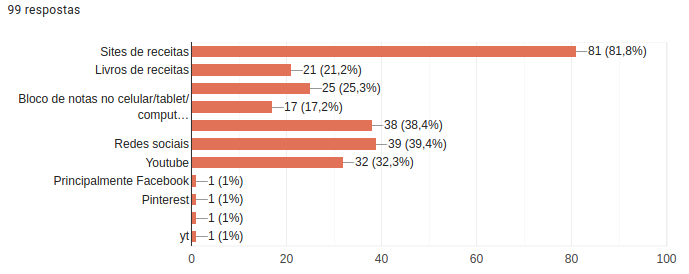 99 respostas
Sites de receitas
81 (81,8%)
Livros de receitas
21 (21,2%)
25 (25,3%)
Bloco de notas no celular/tablet/
comput…
17 (17,2%)
38 (38,4%)
Redes sociais
39 (39,4%)
Youtube
32 (32,3%)
Principalmente Facebook
1 (1%)
Pinterest
1 (1%)
1 (1%)
yt
1 (1%)
0 20 40 60 80 100